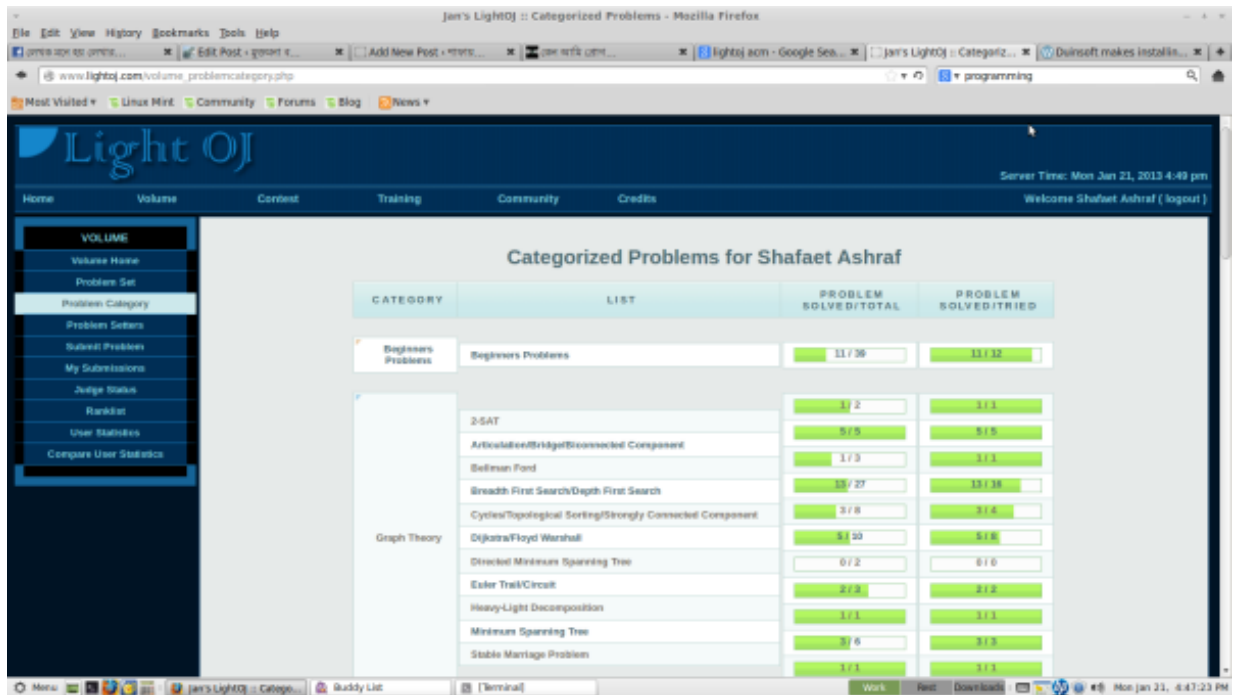 Jan's LightOJ :: Categorized Problems - Mozilla Firefox
File Edit View History Bookmarks Tools Help
Edit Post ‹
Add New Post ‹
lightoj acm - Google Sea...
Jan's LightOJ :: Categoriz...
Duinsoft makes installin...
www.lightoj.com/volume_problemcategory.php
programming
Most Visited
Linux Mint
Community
Forums
Blog
News
Light OJ
Server Time: Mon Jan 21, 2013 4:49 pm
Home Volume Contest Training Community Credits Welcome Shafaet Ashraf ( logout )
VOLUME
Volume Home
Problem Set
Problem Category
Problem Setters
Submit Problem
My Submissions
Judge Status
Ranklist
User Statistics
Compare User Statistics
Categorized Problems for Shafaet Ashraf
CATEGORY LIST PROBLEM SOLVED/TOTAL PROBLEM SOLVED/TRIED
Beginners Problems
Beginners Problems 11 / 39 11 / 12
Graph Theory
2-SAT 1 / 2 1 / 1
Articulation/Bridge/Biconnected Component 5 / 5 5 / 5
Bellman Ford 1 / 3 1 / 1
Breadth First Search/Depth First Search 13 / 27 13 / 16
Cycles/Topological Sorting/Strongly Connected Component 3 / 8 3 / 4
Dijkstra/Floyd Warshall 5 / 10 5 / 8
Directed Minimum Spanning Tree 0 / 2 0 / 0
Euler Trail/Circuit 2 / 3 2 / 2
Heavy-Light Decomposition 1 / 1 1 / 1
Minimum Spanning Tree 3 / 6 3 / 3
Stable Marriage Problem 1 / 1 1 / 1
Menu
Jan's LightOJ :: Catego...
Buddy List
[Terminal]
Work
Rest
Downloads
Mon Jan 21, 4:47:23 PM